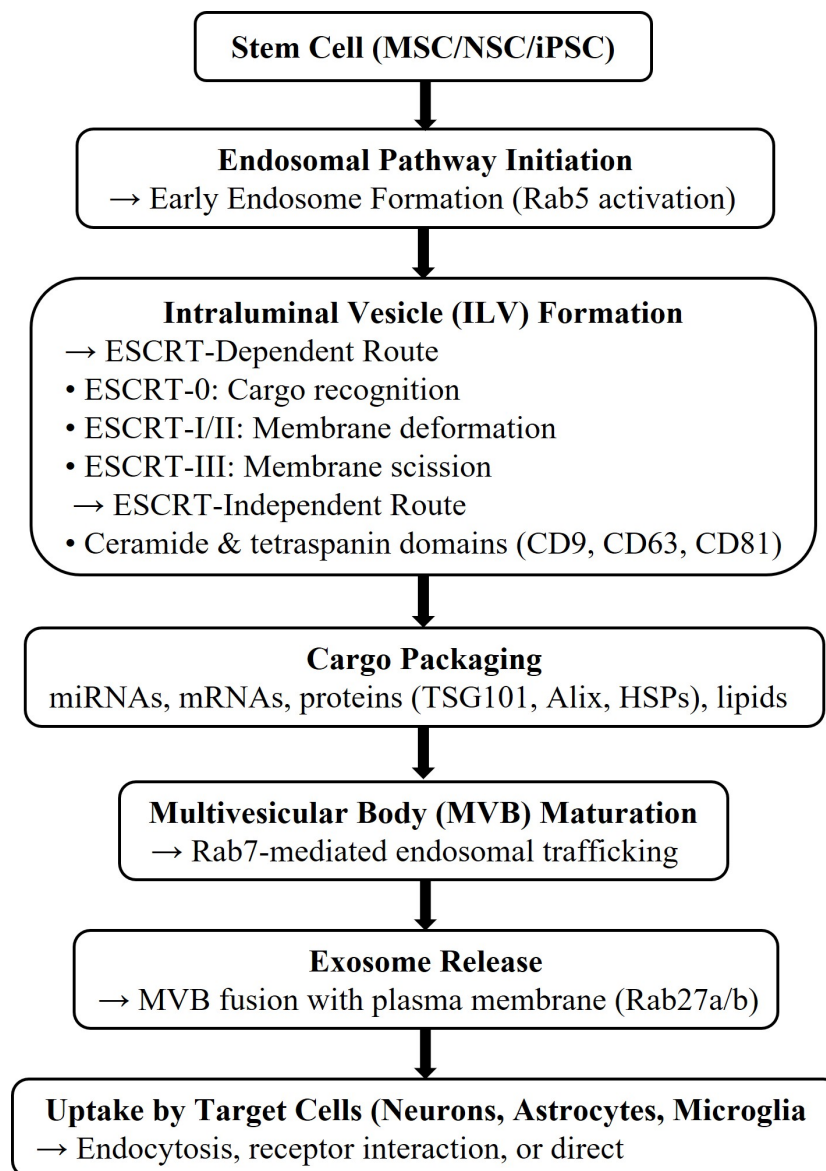 Stem Cell (MSC/NSC/iPSC)
Endosomal Pathway Initiation
→ Early Endosome Formation (Rab5 activation)
Intraluminal Vesicle (ILV) Formation
→ ESCRT-Dependent Route
• ESCRT-0: Cargo recognition
• ESCRT-I/II: Membrane deformation
• ESCRT-III: Membrane scission
→ ESCRT-Independent Route
• Ceramide & tetraspanin domains (CD9, CD63, CD81)
Cargo Packaging
miRNAs, mRNAs, proteins (TSG101, Alix, HSPs), lipids
Multivesicular Body (MVB) Maturation
→ Rab7-mediated endosomal trafficking
Exosome Release
→ MVB fusion with plasma membrane (Rab27a/b)
Uptake by Target Cells (Neurons, Astrocytes, Microglia
→ Endocytosis, receptor interaction, or direct